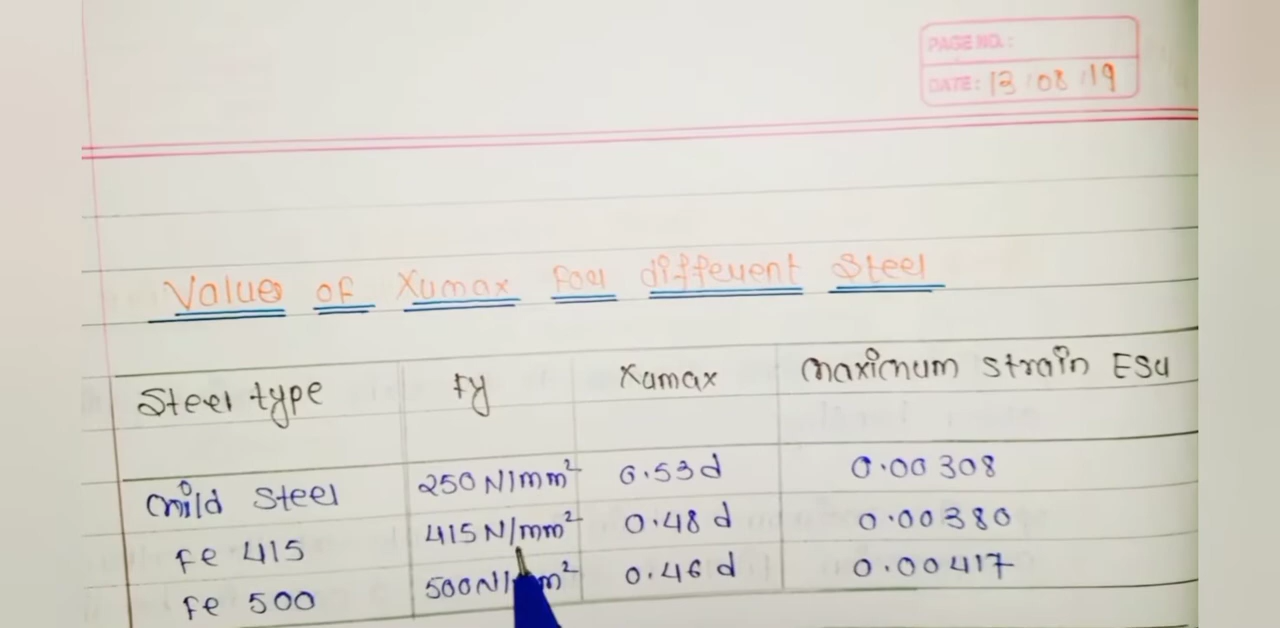 PAGE NO.:
DATE: 13/08/19
Value of Xumax for different Steel
Steel type fy Xumax Maximum strain ESu
Mild Steel 250 N/mm² 0.53d 0.00308
fe 415 415 N/mm² 0.48 d 0.00380
fe 500 500N/mm² 0.46 d 0.00417